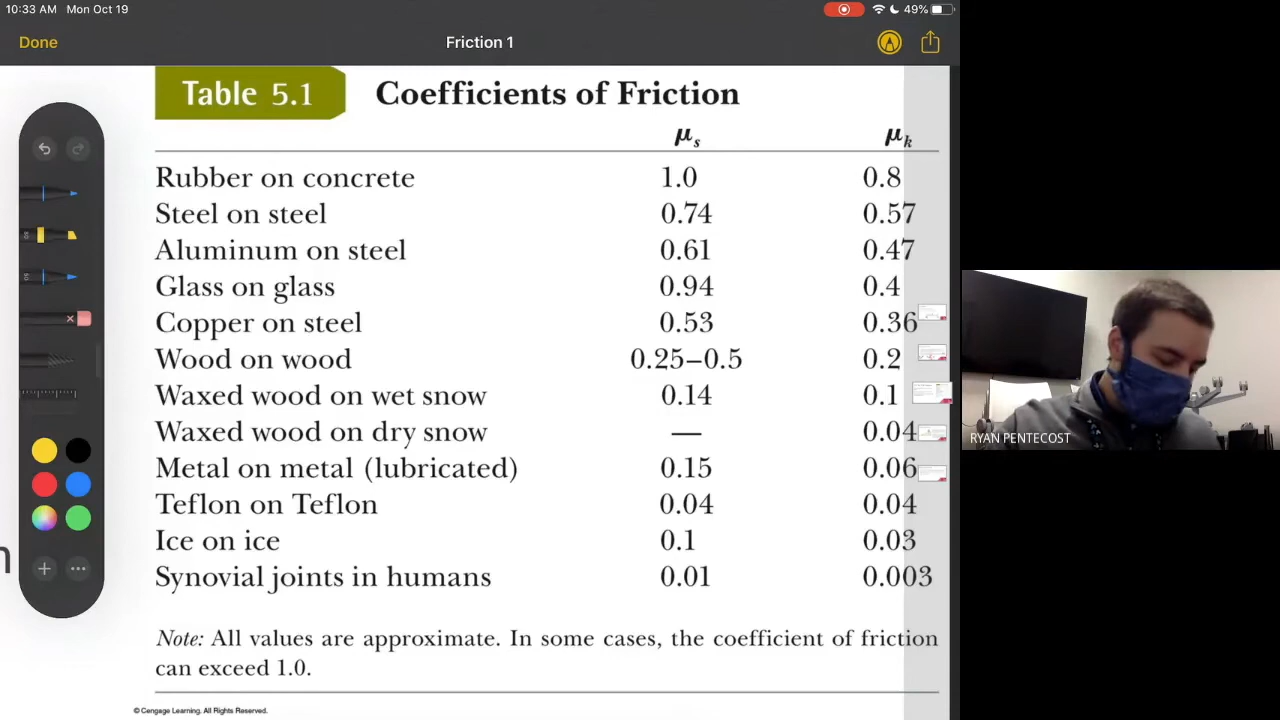 10:33 AM Mon Oct 19
49%
Done
Friction 1
Table 5.1 Coefficients of Friction
μs μk
Rubber on concrete 1.0 0.8
Steel on steel 0.74 0.57
Aluminum on steel 0.61 0.47
Glass on glass 0.94 0.4
Copper on steel 0.53 0.36
Wood on wood 0.25–0.5 0.2
Waxed wood on wet snow 0.14 0.1
Waxed wood on dry snow — 0.04
Metal on metal (lubricated) 0.15 0.06
Teflon on Teflon 0.04 0.04
Ice on ice 0.1 0.03
Synovial joints in humans 0.01 0.003
Note: All values are approximate. In some cases, the coefficient of friction
can exceed 1.0.
© Cengage Learning. All Rights Reserved.
RYAN PENTECOST